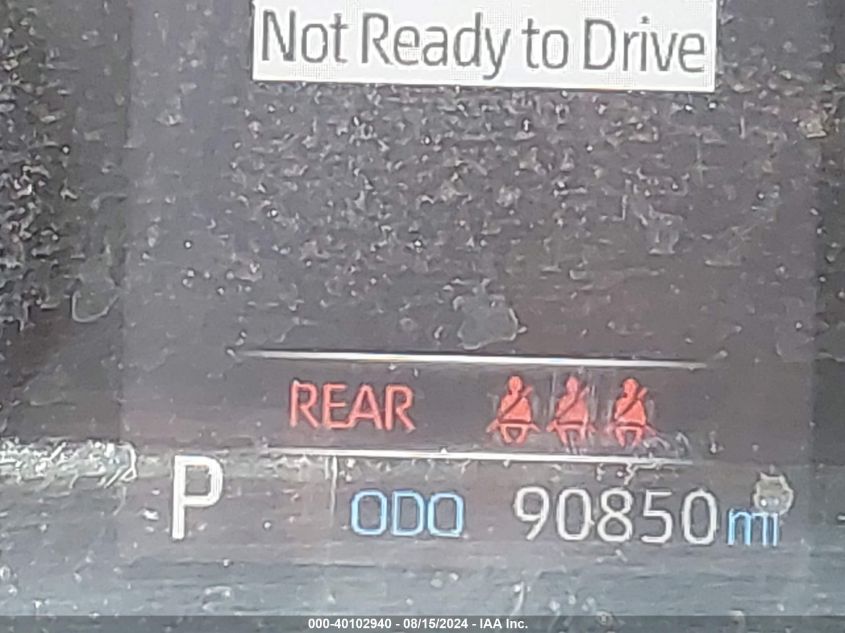 Not Ready to Drive
REAR
P ODO 90850 mi
000-40102940 - 08/15/2024 - IAA Inc.